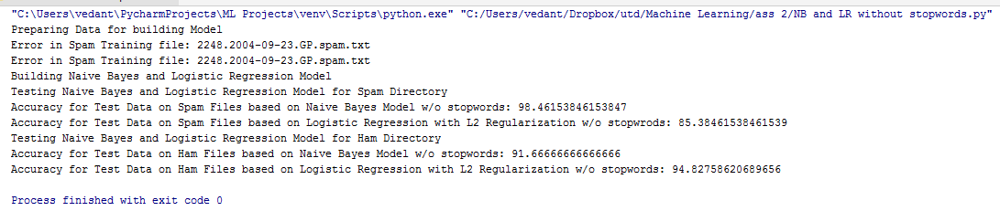 "C:\Users\vedant\PycharmProjects\ML Projects\venv\Scripts\python.exe" "C:/Users/vedant/Dropbox/utd/Machine Learning/ass 2/NB and LR without stopwords.py"
Preparing Data for building Model
Error in Spam Training file: 2248.2004-09-23.GP.spam.txt
Error in Spam Training file: 2248.2004-09-23.GP.spam.txt
Building Naive Bayes and Logistic Regression Model
Testing Naive Bayes and Logistic Regression Model for Spam Directory
Accuracy for Test Data on Spam Files based on Naive Bayes Model w/o stopwords: 98.46153846153847
Accuracy for Test Data on Spam Files based on Logistic Regression with L2 Regularization w/o stopwrods: 85.38461538461539
Testing Naive Bayes and Logistic Regression Model for Ham Directory
Accuracy for Test Data on Ham Files based on Naive Bayes Model w/o stopwords: 91.66666666666666
Accuracy for Test Data on Ham Files based on Logistic Regression with L2 Regularization w/o stopwords: 94.82758620689656
Process finished with exit code 0